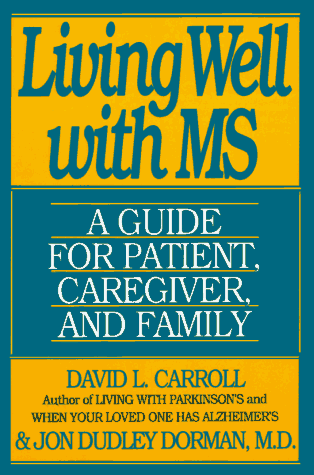 Living Well
with MS
A GUIDE
FOR PATIENT,
CAREGIVER,
AND FAMILY
DAVID L. CARROLL
Author of LIVING WITH PARKINSON'S and
WHEN YOUR LOVED ONE HAS ALZHEIMER'S
& JON DUDLEY DORMAN, M.D.